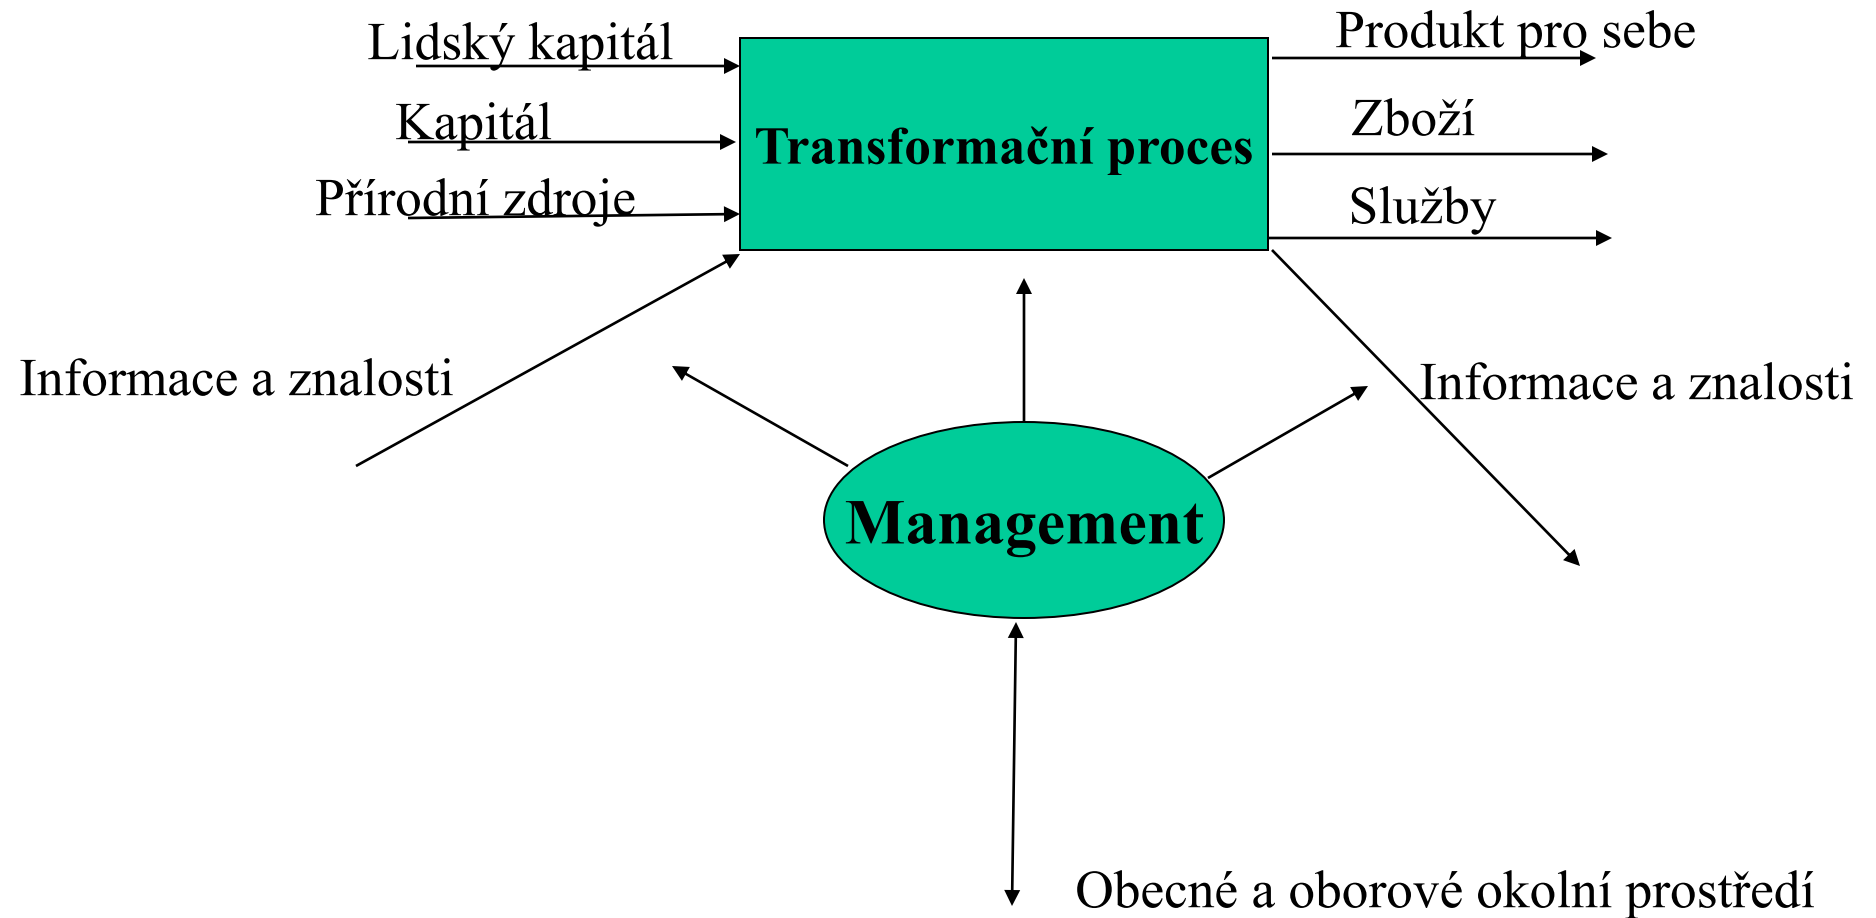 Lidský kapitál
Produkt pro sebe
Kapitál
Zboží
Transformační proces
Přírodní zdroje
Služby
Informace a znalosti
Informace a znalosti
Management
Obecné a oborové okolní prostředí